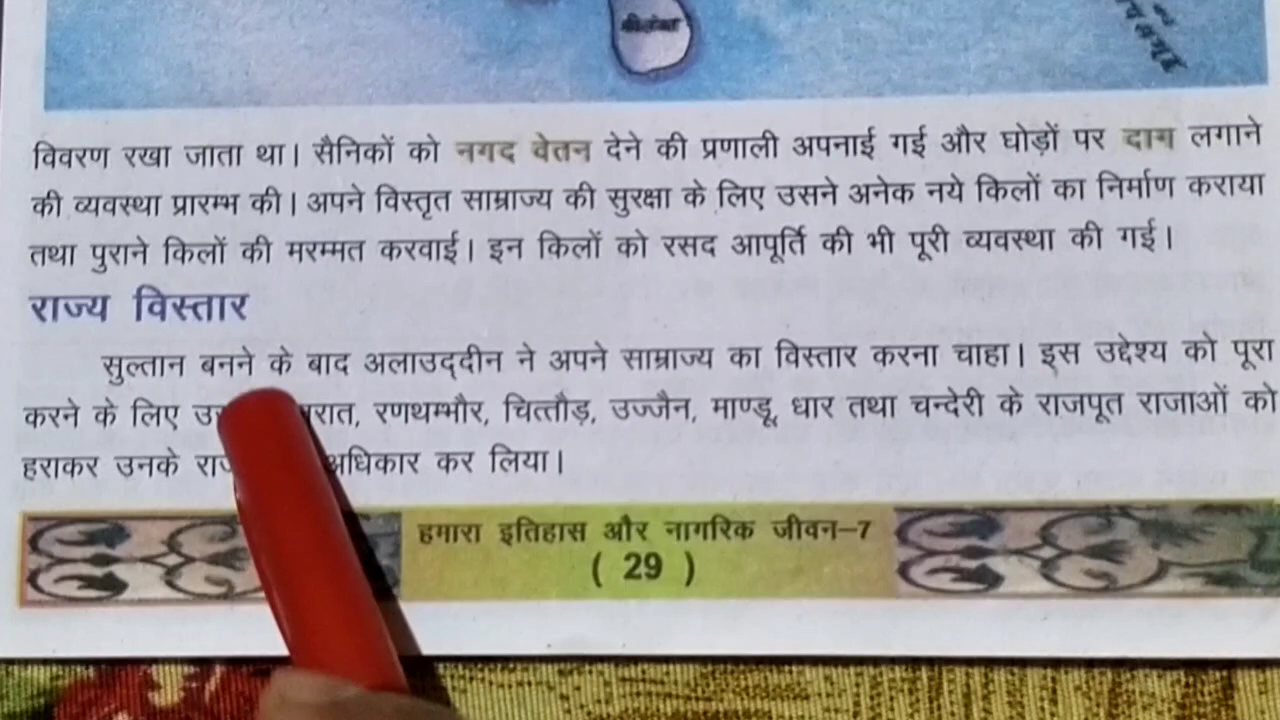 श्रीलंका
विवरण रखा जाता था। सैनिकों को नगद वेतन देने की प्रणाली अपनाई गई और घोड़ों पर दाग लगाने
की व्यवस्था प्रारम्भ की। अपने विस्तृत साम्राज्य की सुरक्षा के लिए उसने अनेक नये किलों का निर्माण कराया
तथा पुराने किलों की मरम्मत करवाई। इन किलों को रसद आपूर्ति की भी पूरी व्यवस्था की गई।
राज्य विस्तार
सुल्तान बनने के बाद अलाउद्दीन ने अपने साम्राज्य का विस्तार करना चाहा। इस उद्देश्य को पूरा
करने के लिए रणथम्भौर, चित्तौड़, उज्जैन, माण्डू, धार तथा चन्देरी के राजपूत राजाओं को
हराकर उनके अधिकार कर लिया।
हमारा इतिहास और नागरिक जीवन–7
( 29 )